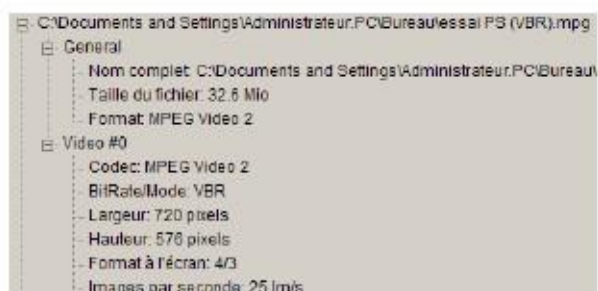 C:\Documents and Settings\Administrateur.PC\Bureau\essai PS (VBR).mpg
General
Nom complet: C:\Documents and Settings\Administrateur.PC\Bureau\
Taille du fichier: 32.6 Mio
Format: MPEG Video 2
Video #0
Codec: MPEG Video 2
BitRate/Mode: VBR
Largeur: 720 pixels
Hauteur: 576 pixels
Format à l'écran: 4/3
Images par seconde: 25 Im/s